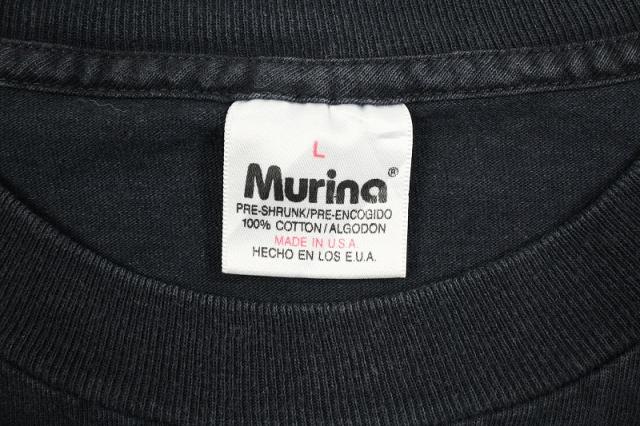 L
Murina®
PRE-SHRUNK/PRE-ENCOGIDO
100% COTTON/ALGODON
MADE IN U.S.A.
HECHO EN LOS E.U.A.